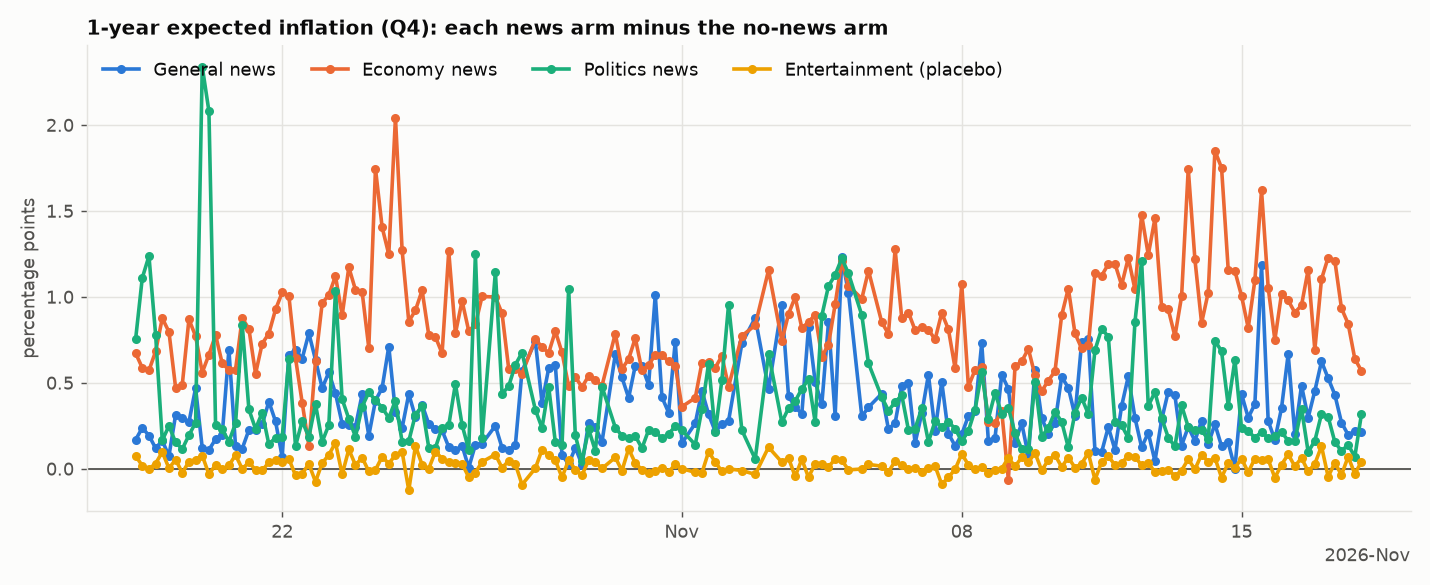 1-year expected inflation (Q4): each news arm minus the no-news arm
General news
Economy news
Politics news
Entertainment (placebo)
percentage points
2.0
1.5
1.0
0.5
0.0
22
Nov
08
15
2026-Nov